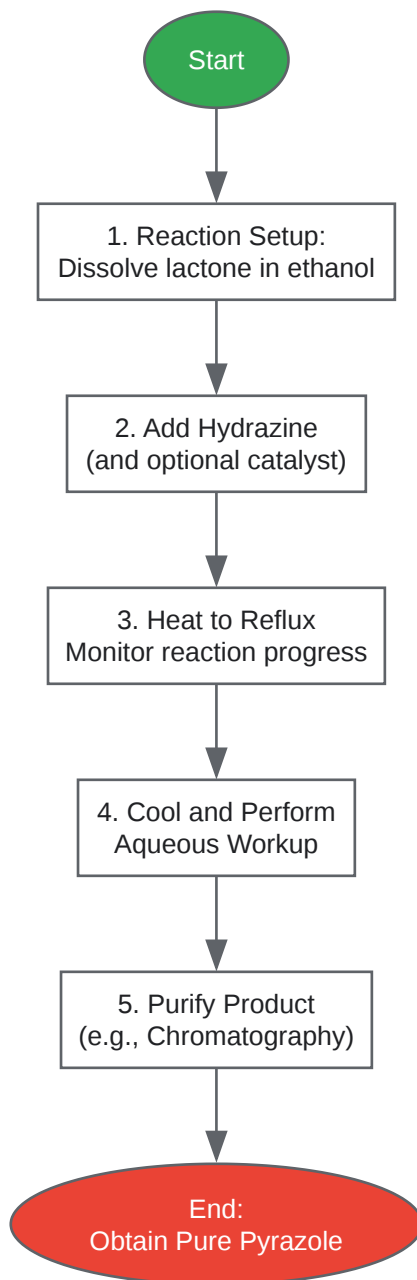 Start
1. Reaction Setup:
Dissolve lactone in ethanol
2. Add Hydrazine
(and optional catalyst)
3. Heat to Reflux
Monitor reaction progress
4. Cool and Perform
Aqueous Workup
5. Purify Product
(e.g., Chromatography)
End:
Obtain Pure Pyrazole